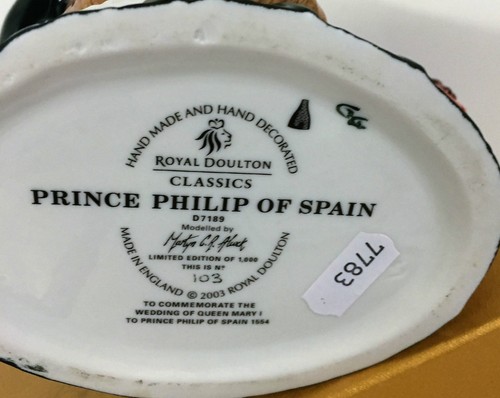 HAND MADE AND HAND DECORATED
ROYAL DOULTON
CLASSICS
PRINCE PHILIP OF SPAIN
D7189
Modelled by
LIMITED EDITION OF 1,000
THIS IS Nº
103
MADE IN ENGLAND © 2003 ROYAL DOULTON
TO COMMEMORATE THE
WEDDING OF QUEEN MARY I
TO PRINCE PHILIP OF SPAIN 1554
7783